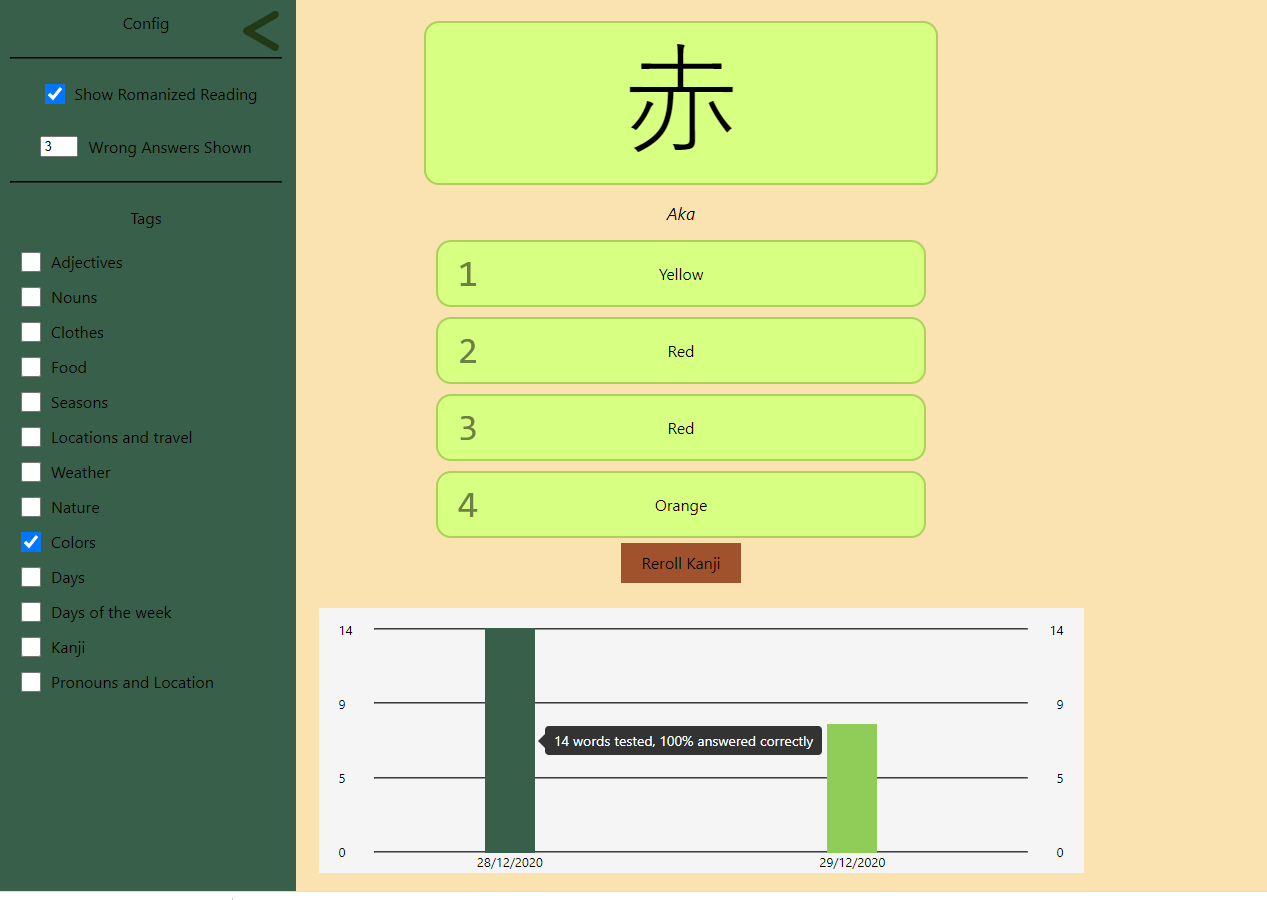 Config
<
Show Romanized Reading
3 Wrong Answers Shown
Tags
Adjectives
Nouns
Clothes
Food
Seasons
Locations and travel
Weather
Nature
Colors
Days
Days of the week
Kanji
Pronouns and Location
赤
Aka
1 Yellow
2 Red
3 Red
4 Orange
Reroll Kanji
14 14
9 9
14 words tested, 100% answered correctly
5 5
0 0
28/12/2020 29/12/2020